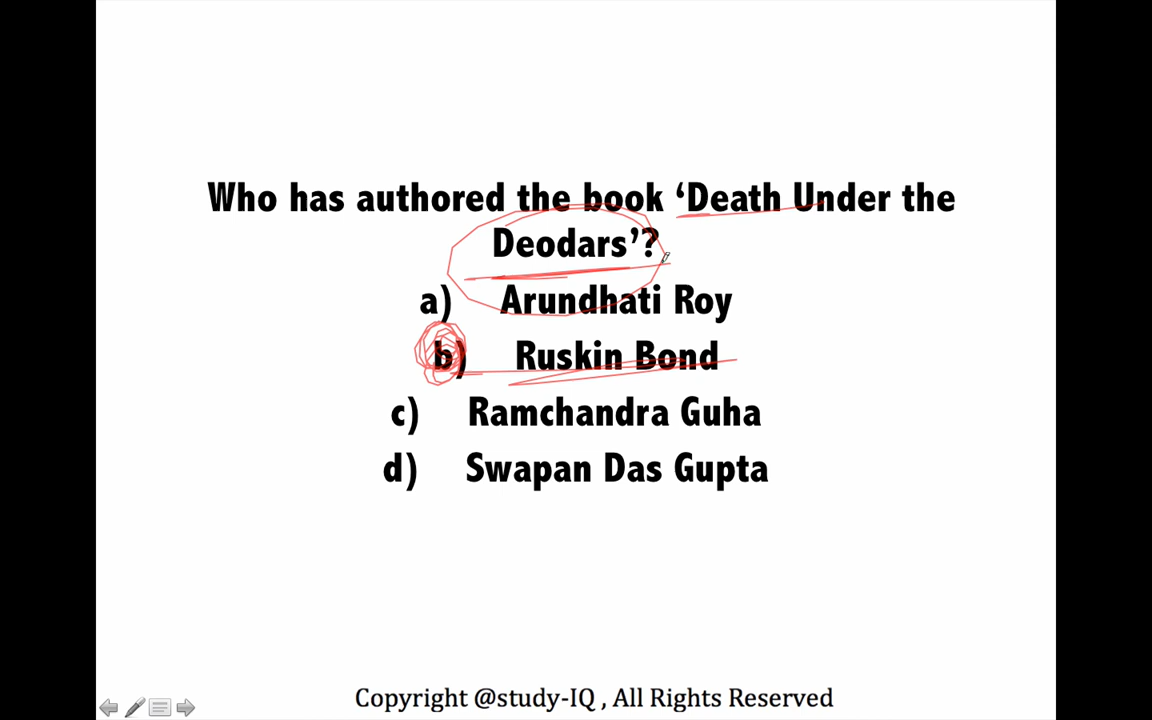 Who has authored the book ‘Death Under the
Deodars’?
a) Arundhati Roy
b) Ruskin Bond
c) Ramchandra Guha
d) Swapan Das Gupta
Copyright @study-IQ , All Rights Reserved